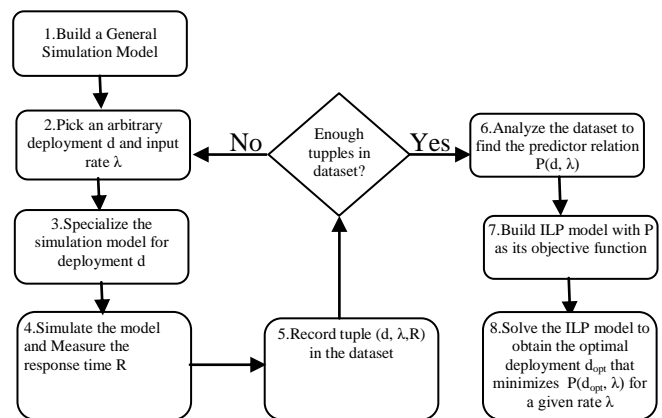 1.Build a General
Simulation Model
2.Pick an arbitrary
deployment d and input
rate λ
3.Specialize the
simulation model for
deployment d
4.Simulate the model
and Measure the
response time R
5.Record tuple (d, λ,R)
in the dataset
Enough
tupples in
dataset?
No
Yes
6.Analyze the dataset to
find the predictor relation
P(d, λ)
7.Build ILP model with P
as its objective function
8.Solve the ILP model to
obtain the optimal
deployment dopt that
minimizes P(dopt, λ) for
a given rate λ